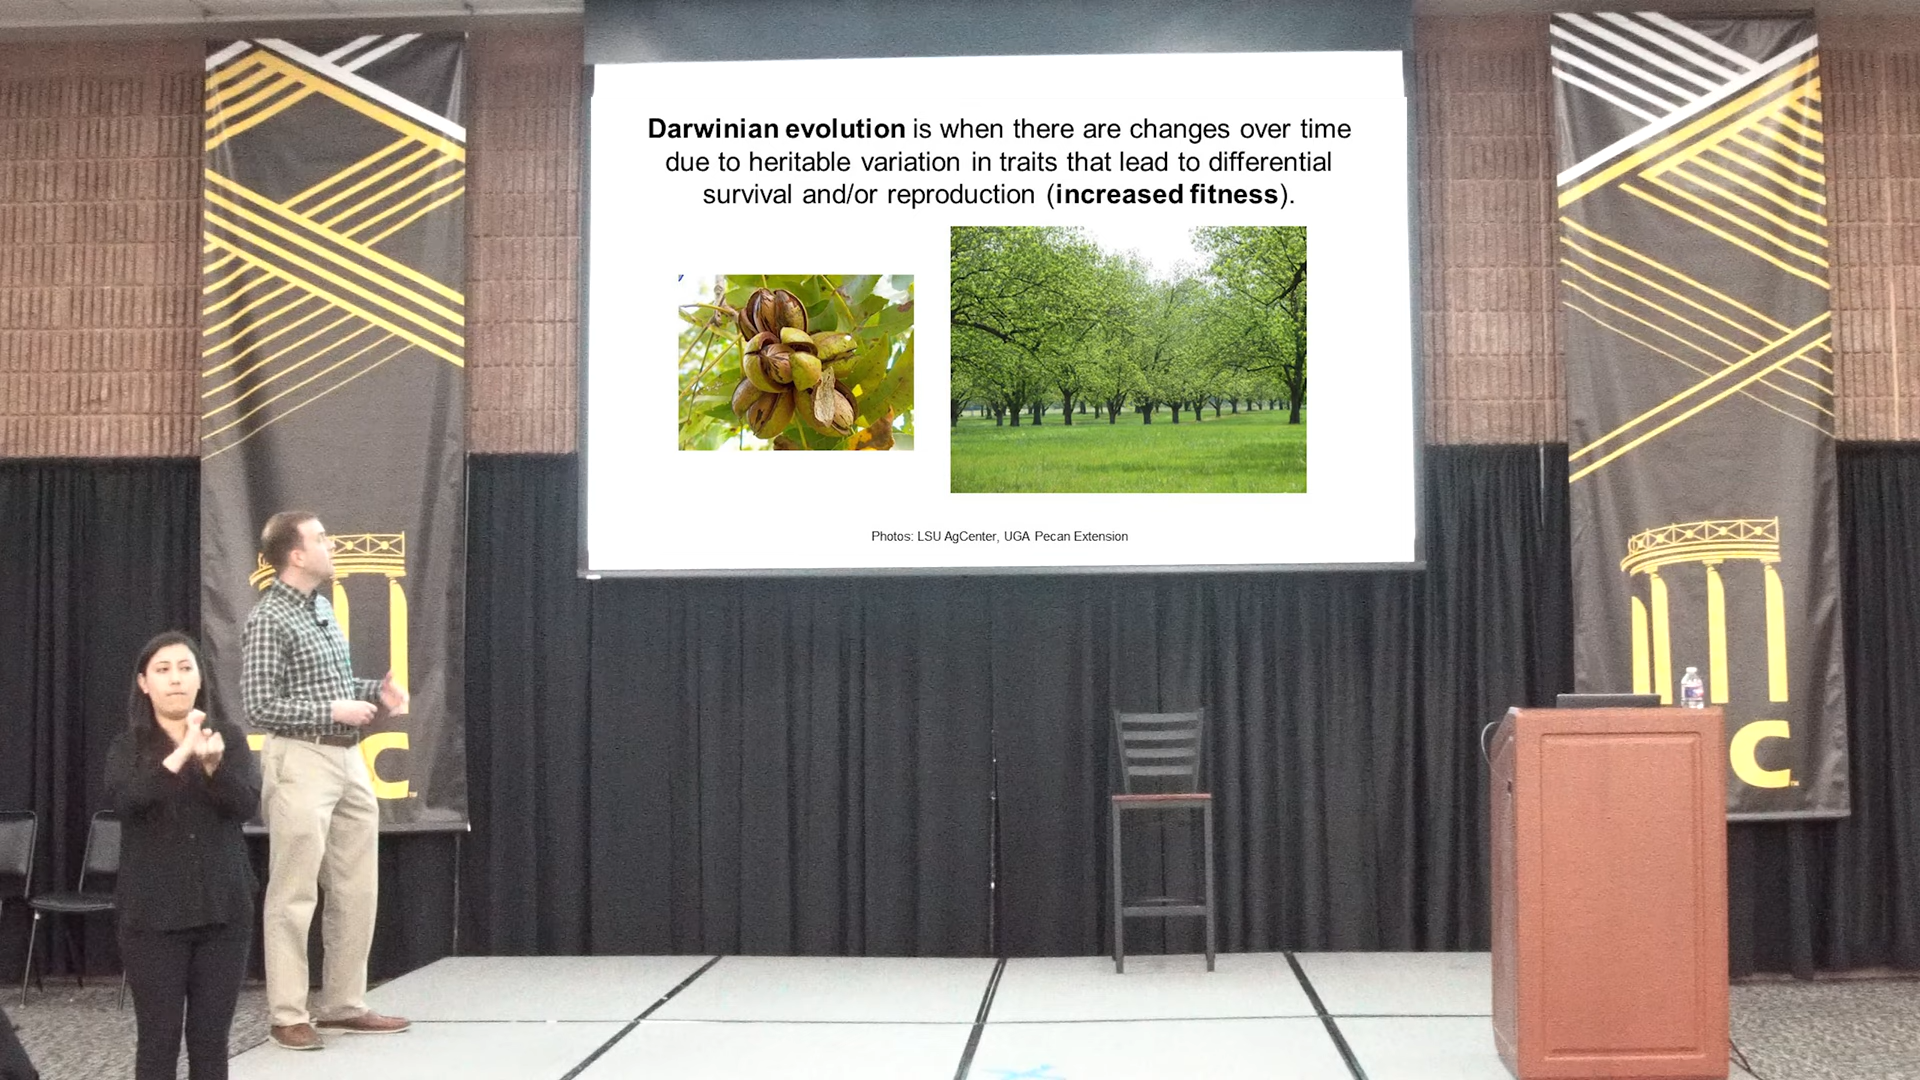 Darwinian evolution is when there are changes over time
due to heritable variation in traits that lead to differential
survival and/or reproduction (increased fitness).
Photos: LSU AgCenter, UGA Pecan Extension
C
C